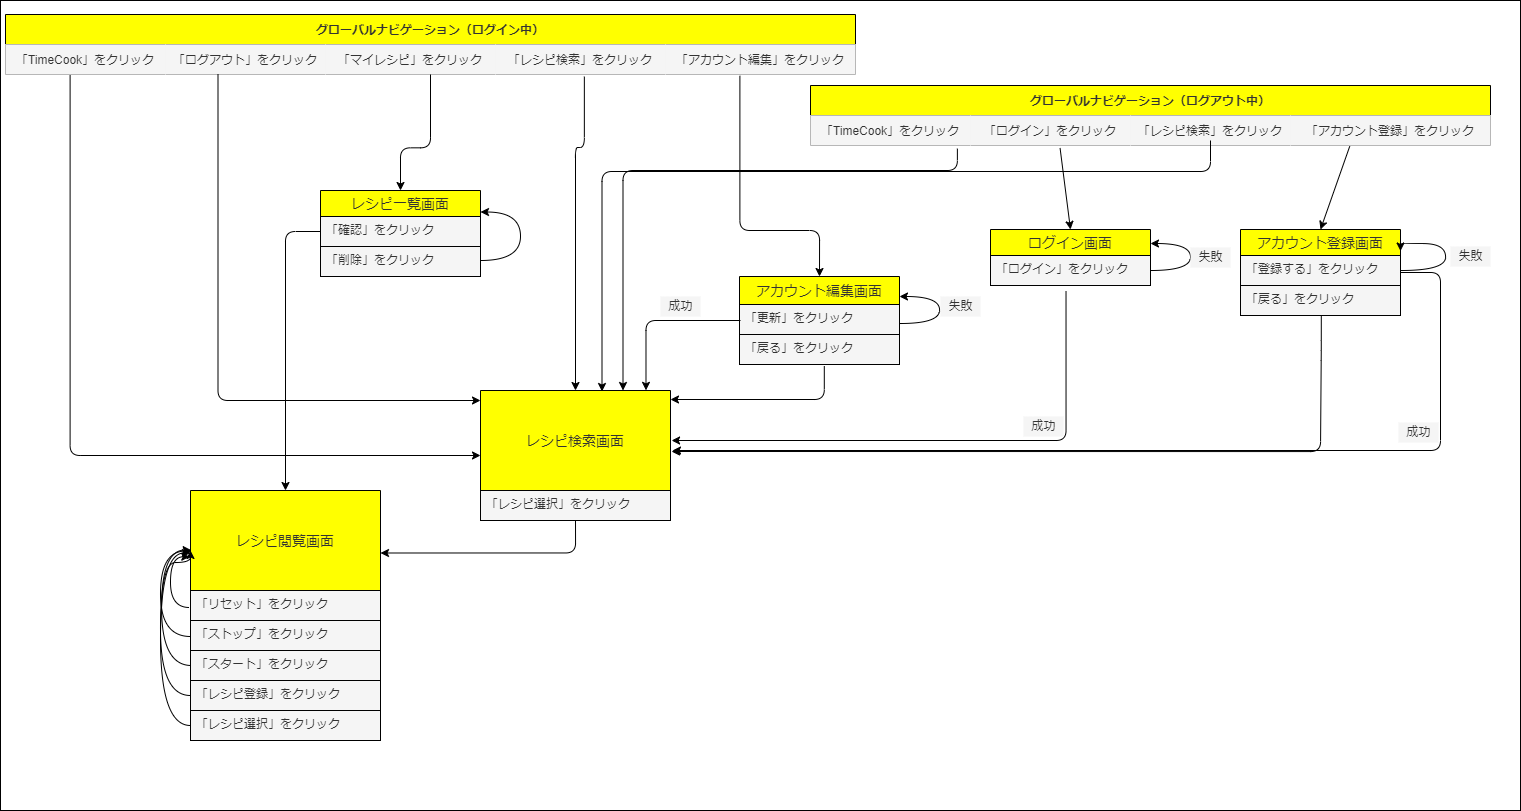 グローバルナビゲーション（ログイン中）
「TimeCook」をクリック
「ログアウト」をクリック
「マイレシピ」をクリック
「レシピ検索」をクリック
「アカウント編集」をクリック
グローバルナビゲーション（ログアウト中）
「TimeCook」をクリック
「ログイン」をクリック
「レシピ検索」をクリック
「アカウント登録」をクリック
レシピ一覧画面
「確認」をクリック
「削除」をクリック
ログイン画面
「ログイン」をクリック
失敗
アカウント登録画面
「登録する」をクリック
「戻る」をクリック
失敗
アカウント編集画面
「更新」をクリック
「戻る」をクリック
成功
失敗
成功
成功
レシピ検索画面
「レシピ選択」をクリック
レシピ閲覧画面
「リセット」をクリック
「ストップ」をクリック
「スタート」をクリック
「レシピ登録」をクリック
「レシピ選択」をクリック